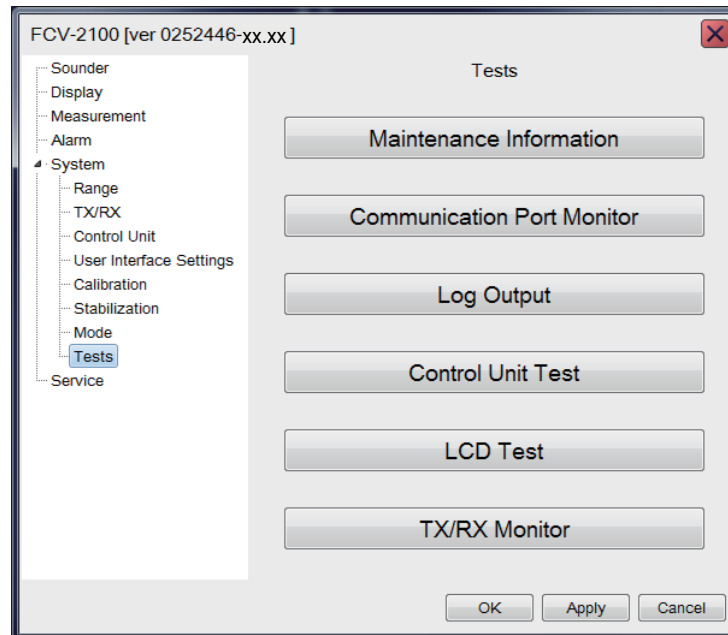 FCV-2100 [ver 0252446-xx.xx]
Sounder
Display
Measurement
Alarm
System
Range
TX/RX
Control Unit
User Interface Settings
Calibration
Stabilization
Mode
Tests
Service
Tests
Maintenance Information
Communication Port Monitor
Log Output
Control Unit Test
LCD Test
TX/RX Monitor
OK Apply Cancel